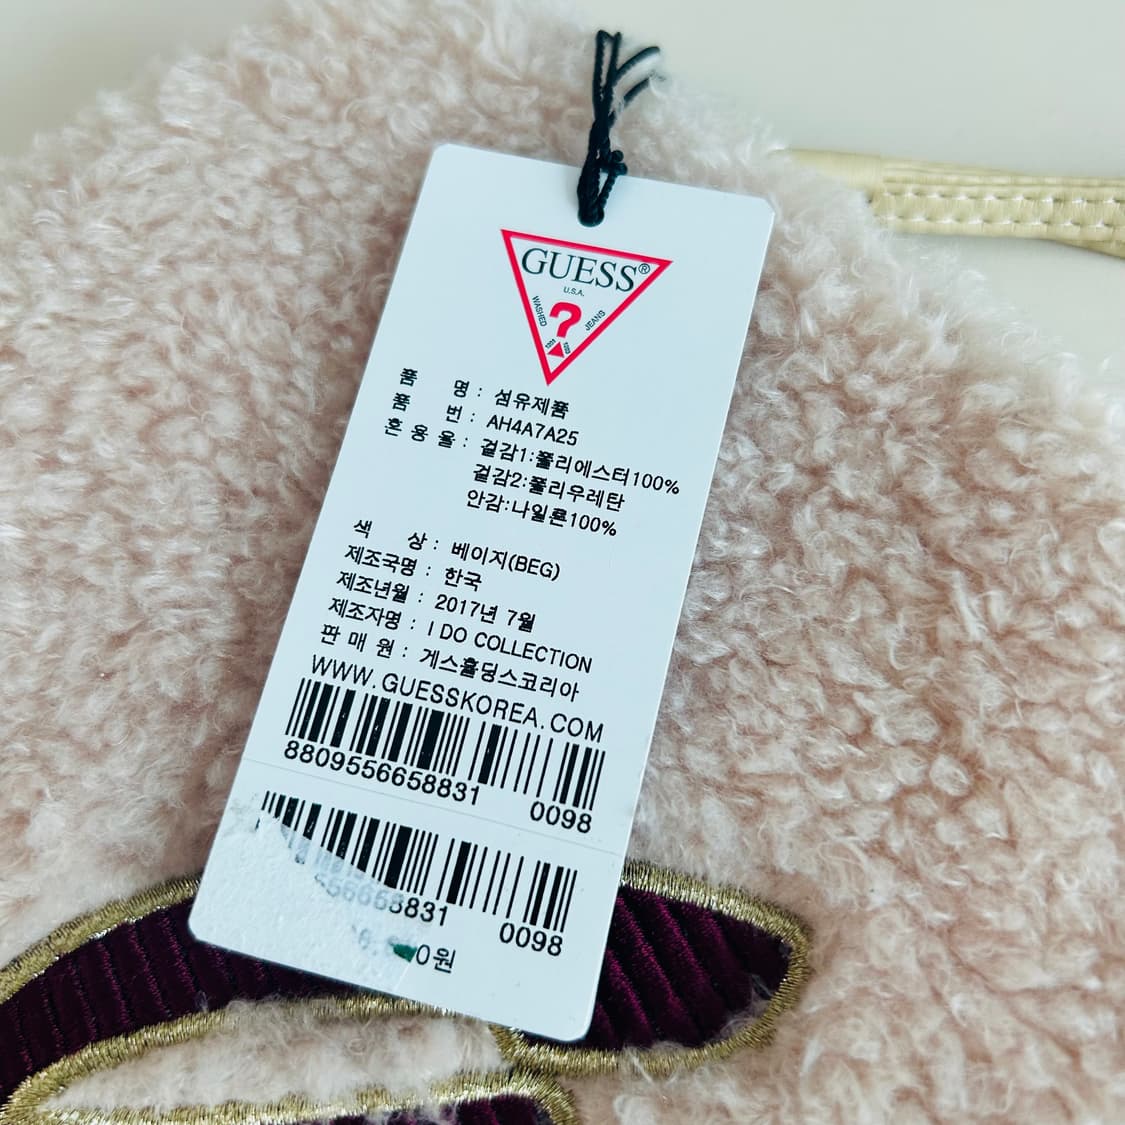 GUESS®
U.S.A.
WASHED
?
JEANS
품 명 : 섬유제품
품 번 : AH4A7A25
혼 용 율 : 겉감1:폴리에스터100%
겉감2:폴리우레탄
안감:나일론100%
색 상 : 베이지(BEG)
제조국명 : 한국
제조년월 : 2017년 7월
제조자명 : I DO COLLECTION
판 매 원 : 게스홀딩스코리아
WWW.GUESSKOREA.COM
8809556658831 0098
0098